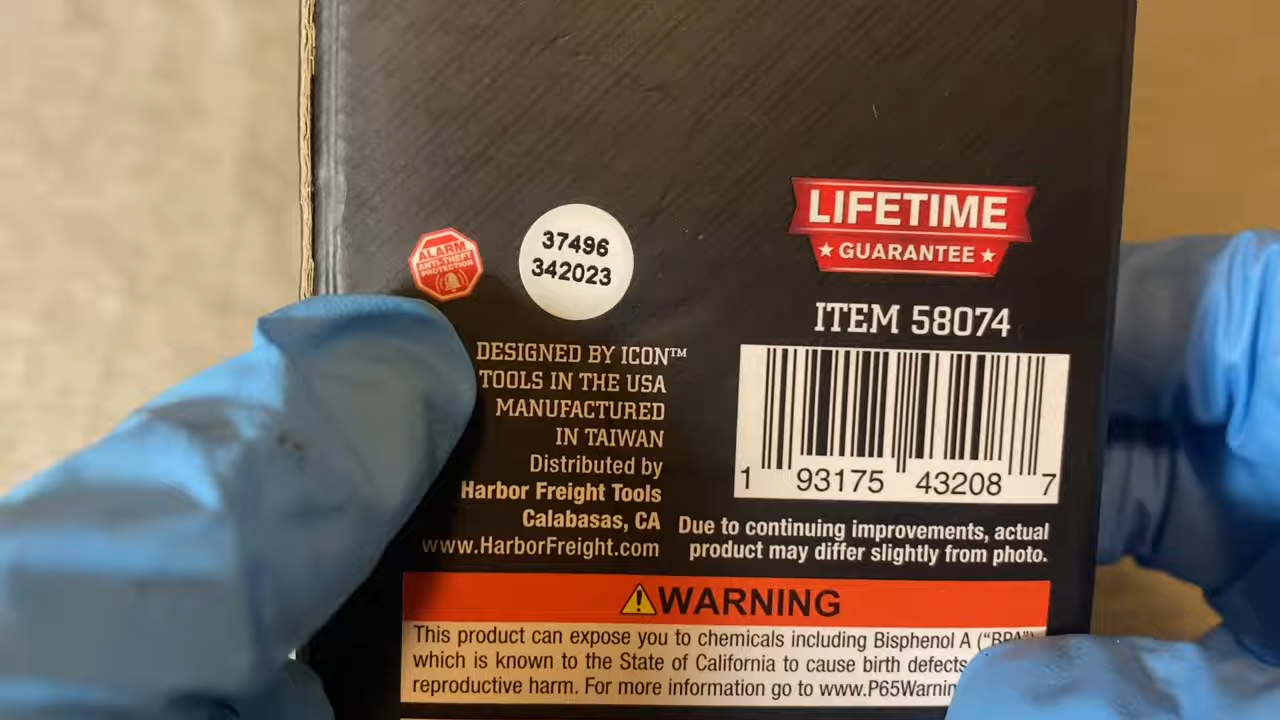 LIFETIME
★ GUARANTEE ★
ALARM
ANTI-THEFT
PROTECTION
37496
342023
ITEM 58074
1 93175 43208 7
DESIGNED BY ICON™
TOOLS IN THE USA
MANUFACTURED
IN TAIWAN
Distributed by
Harbor Freight Tools
Calabasas, CA
www.HarborFreight.com
Due to continuing improvements, actual
product may differ slightly from photo.
⚠WARNING
This product can expose you to chemicals including Bisphenol A (“BPA”)
which is known to the State of California to cause birth defects
reproductive harm. For more information go to www.P65Warnin